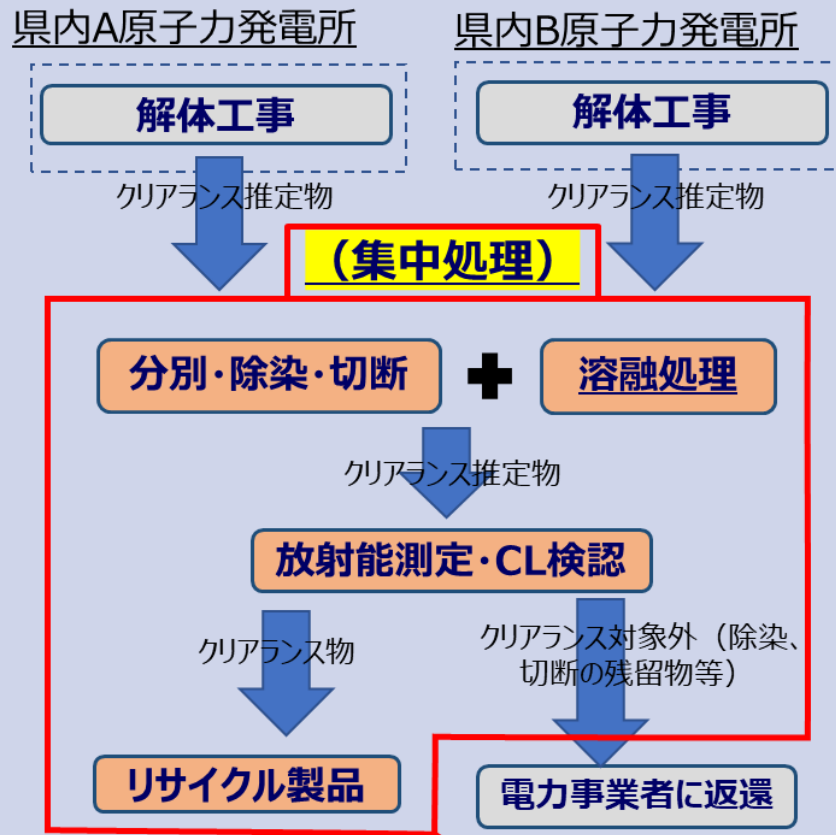 県内A原子力発電所
県内B原子力発電所
解体工事
解体工事
クリアランス推定物
クリアランス推定物
（集中処理）
分別・除染・切断
溶融処理
クリアランス推定物
放射能測定・CL検認
クリアランス物
クリアランス対象外（除染、
切断の残留物等）
リサイクル製品
電力事業者に返還